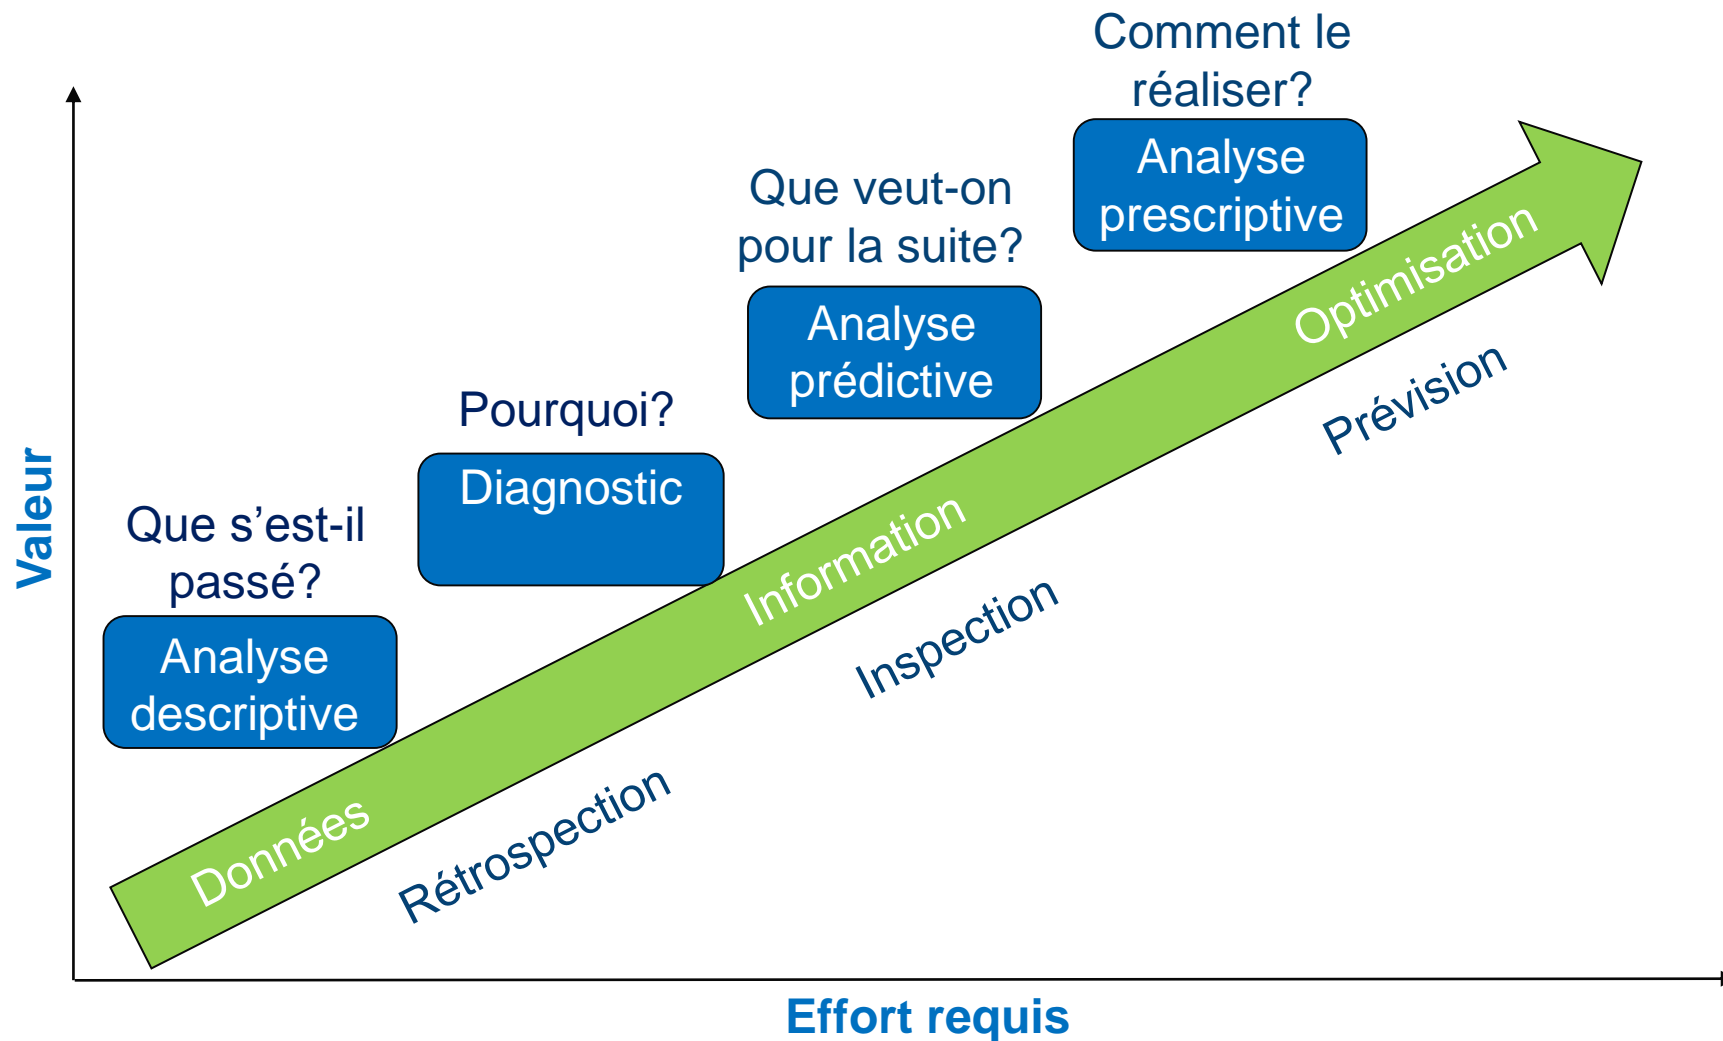 Comment le
réaliser?
Analyse
prescriptive
Que veut-on
pour la suite?
Analyse
prédictive
Pourquoi?
Diagnostic
Que s’est-il
passé?
Analyse
descriptive
Données
Information
Optimisation
Rétrospection
Inspection
Prévision
Valeur
Effort requis